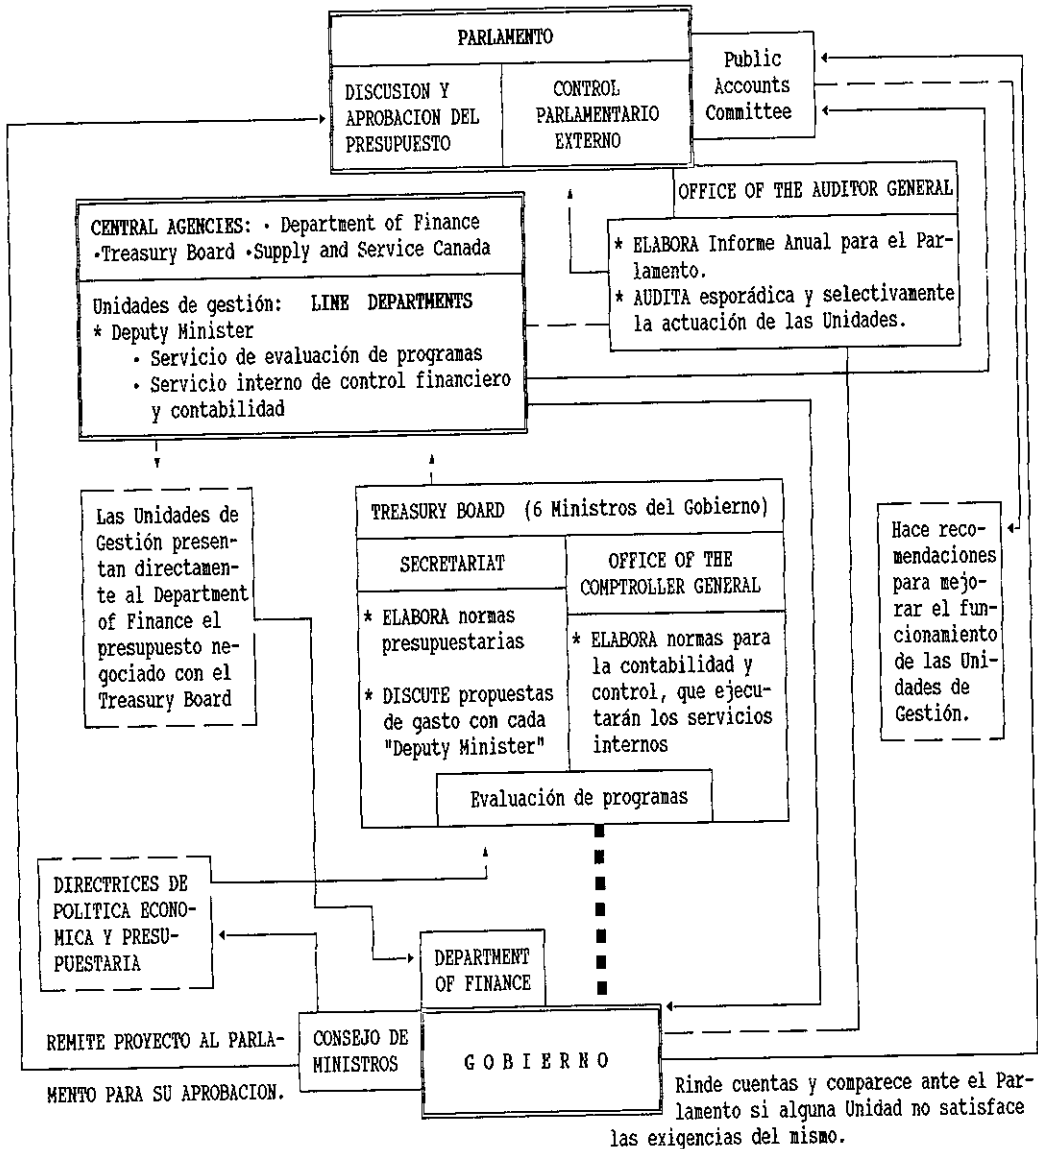 PARLAMENTO
DISCUSION Y
APROBACION DEL
PRESUPUESTO
CONTROL
PARLAMENTARIO
EXTERNO
Public
Accounts
Committee
OFFICE OF THE AUDITOR GENERAL
* ELABORA Informe Anual para el Par-
lamento.
* AUDITA esporádica y selectivamente
la actuación de las Unidades.
CENTRAL AGENCIES: · Department of Finance
·Treasury Board ·Supply and Service Canada
Unidades de gestión: LINE DEPARTMENTS
* Deputy Minister
· Servicio de evaluación de programas
· Servicio interno de control financiero
y contabilidad
Las Unidades de
Gestión presen-
tan directamen-
te al Department
of Finance el
presupuesto ne-
gociado con el
Treasury Board
TREASURY BOARD (6 Ministros del Gobierno)
SECRETARIAT
* ELABORA normas
presupuestarias
* DISCUTE propuestas
de gasto con cada
"Deputy Minister"
OFFICE OF THE
COMPTROLLER GENERAL
* ELABORA normas para
la contabilidad y
control, que ejecu-
tarán los servicios
internos
Evaluación de programas
Hace reco-
mendaciones
para mejo-
rar el fun-
cionamiento
de las Uni-
dades de
Gestión.
DIRECTRICES DE
POLITICA ECONO-
MICA Y PRESU-
PUESTARIA
DEPARTMENT
OF FINANCE
REMITE PROYECTO AL PARLA-
MENTO PARA SU APROBACION.
CONSEJO DE
MINISTROS
GOBIERNO
Rinde cuentas y comparece ante el Par-
lamento si alguna Unidad no satisface
las exigencias del mismo.